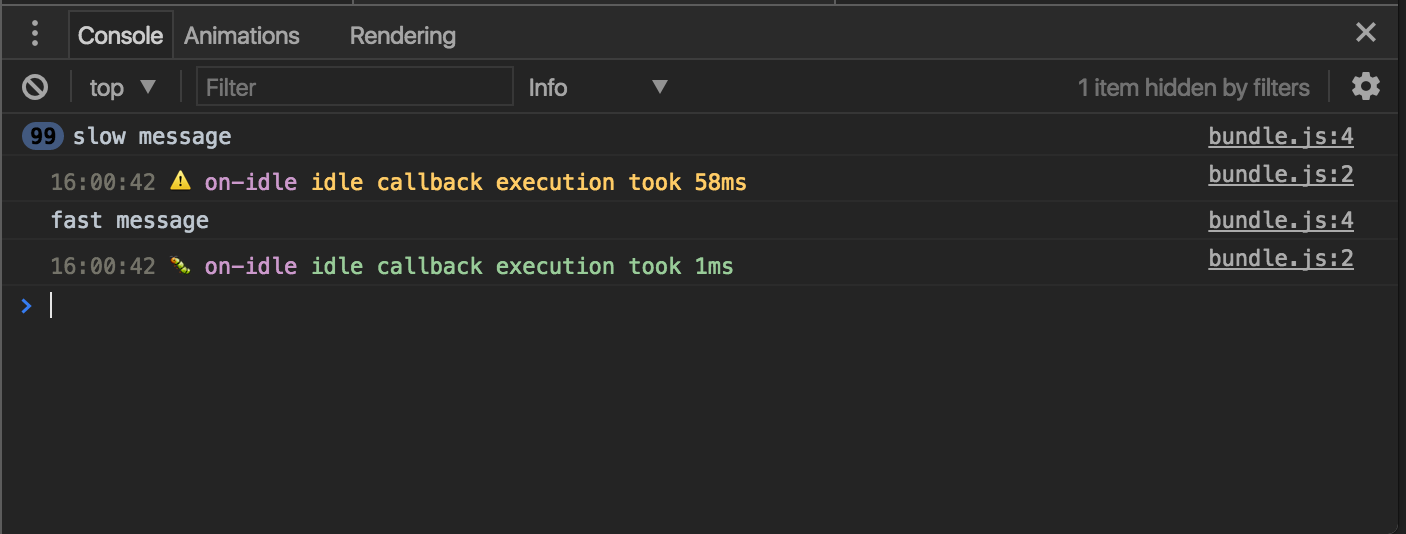 Console Animations Rendering
top Filter Info 1 item hidden by filters
99 slow message bundle.js:4
16:00:42 on-idle idle callback execution took 58ms bundle.js:2
fast message bundle.js:4
16:00:42 on-idle idle callback execution took 1ms bundle.js:2